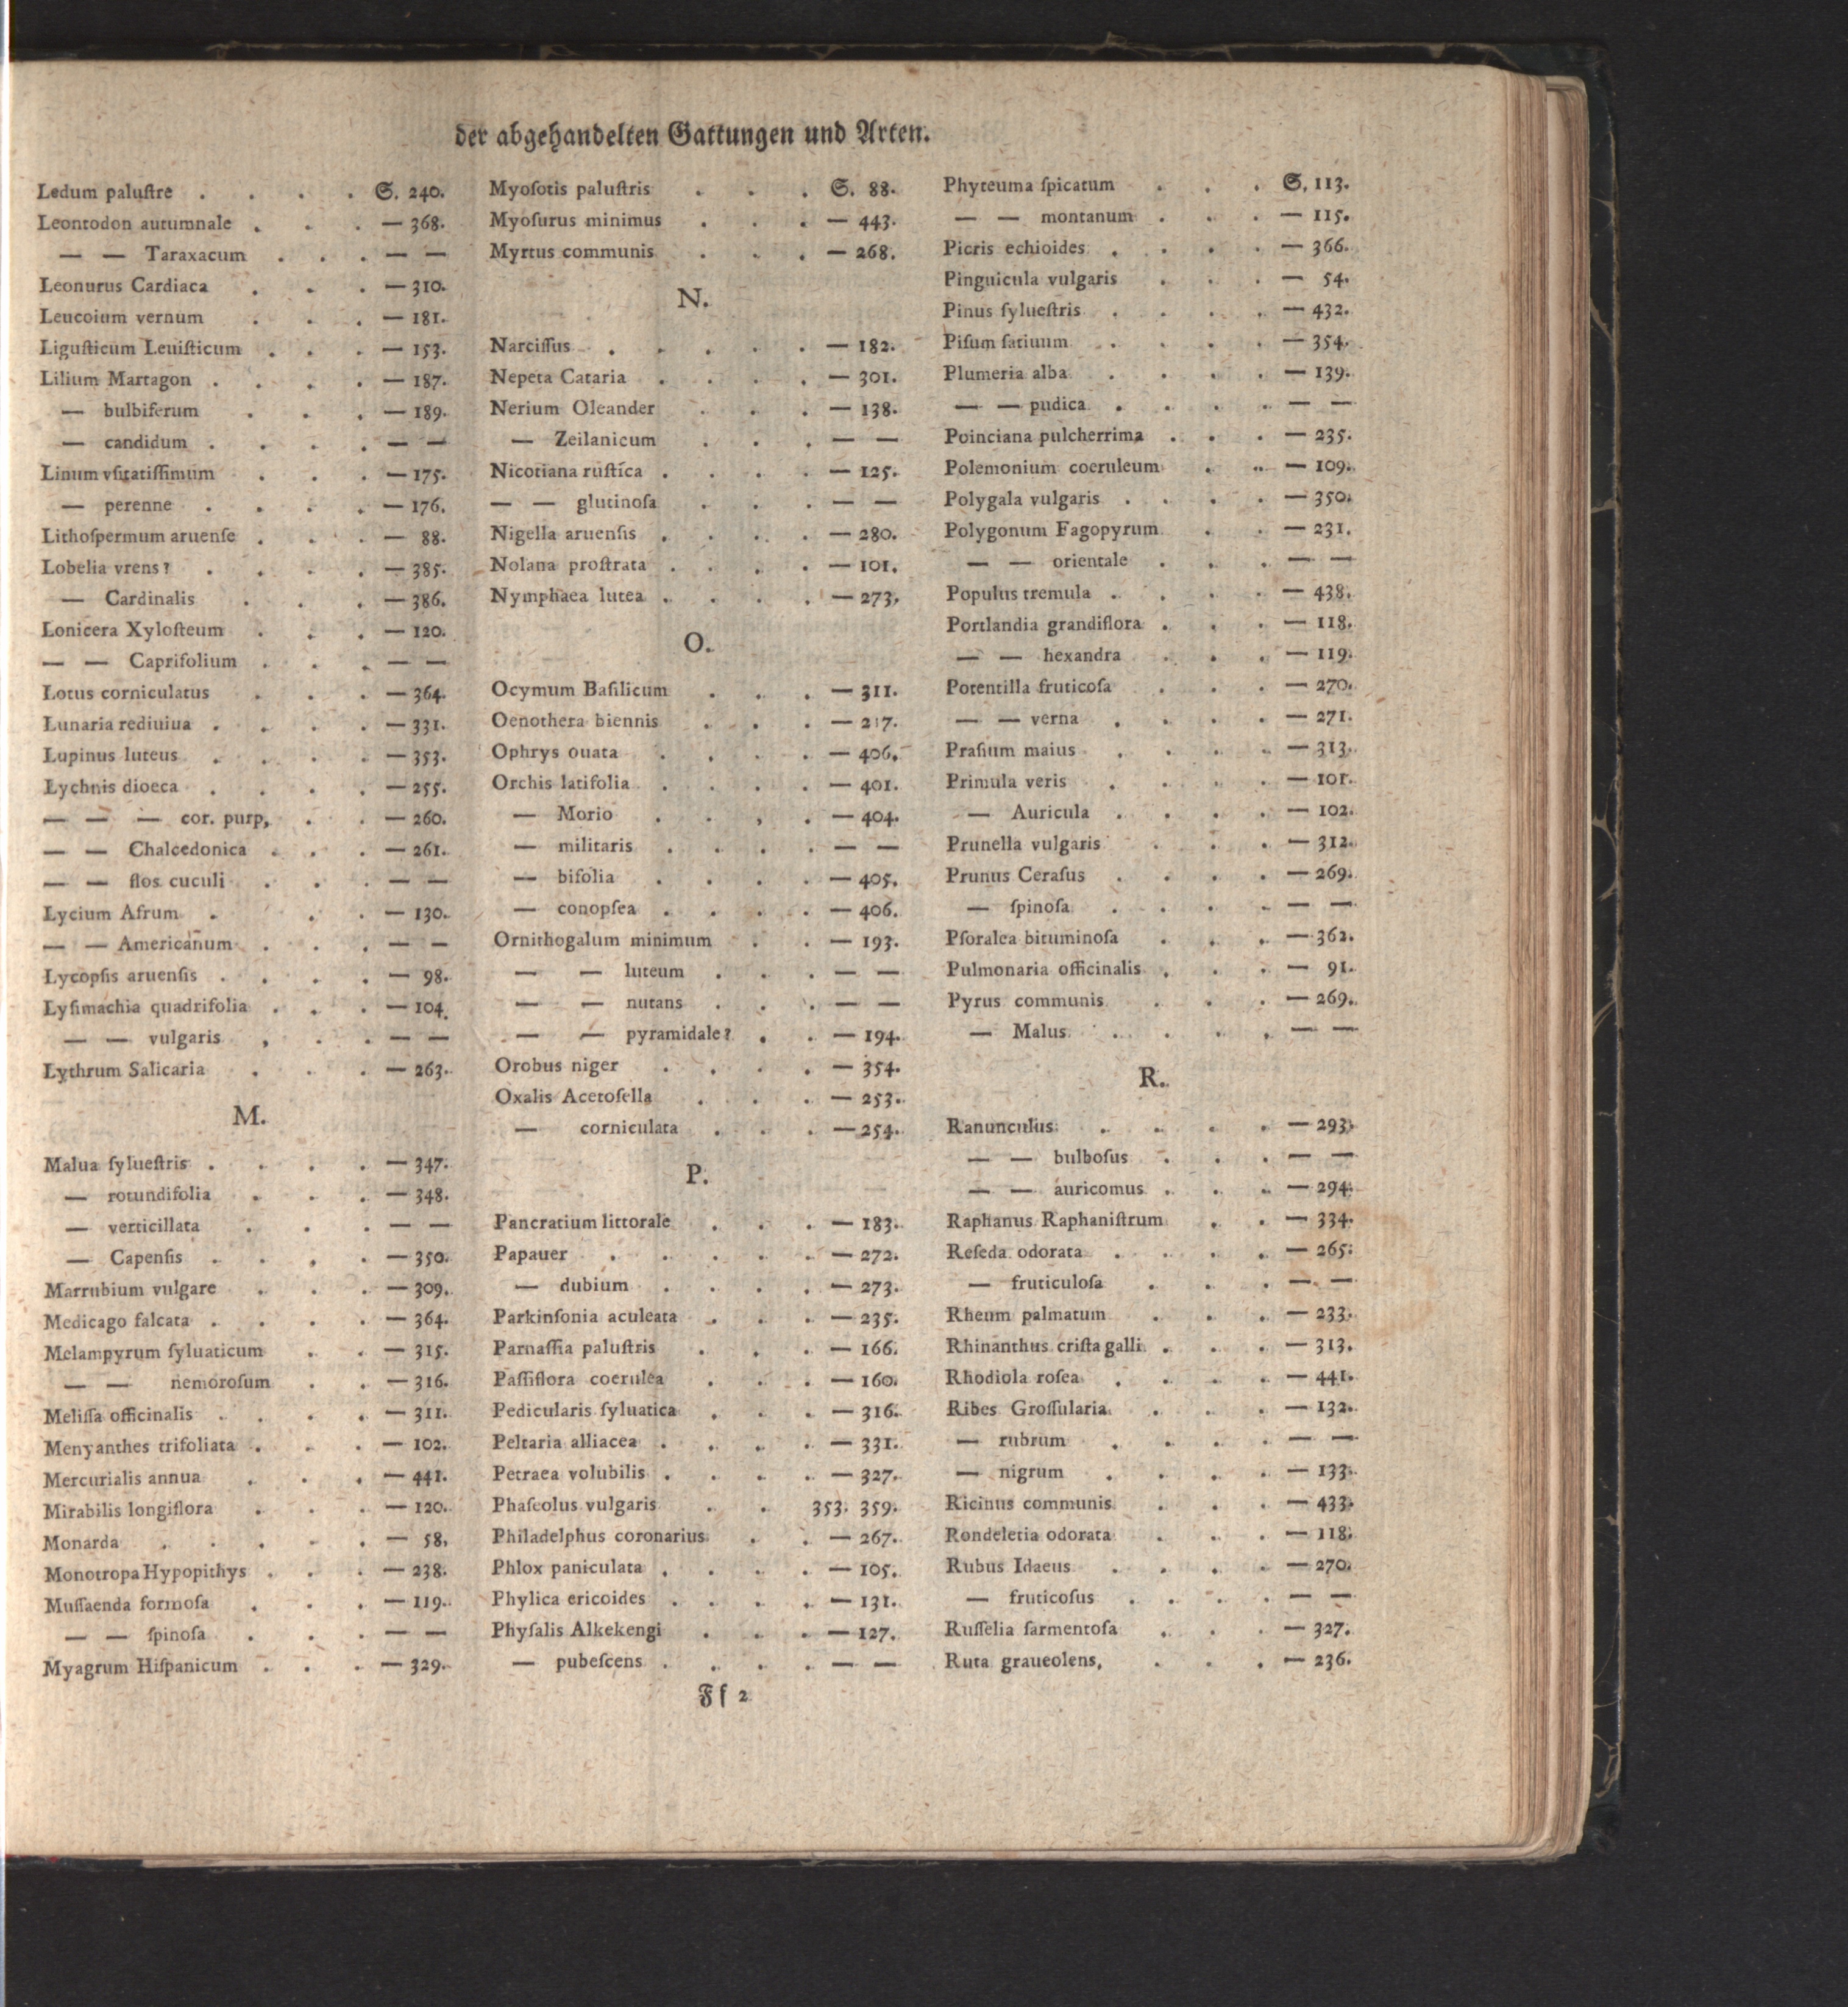 der abgehandelten Gattungen und Arten.
Ledum paluſtre . . . . S. 240.
Leontodon autumnale . . . — 368.
— — Taraxacum . . . — —
Leonurus Cardiaca . . . — 310.
Leucoium vernum . . . — 181.
Liguſticum Leuiſticum . . . — 153.
Lilium Martagon . . . . — 187.
— bulbiferum . . . — 189.
— candidum . . . . — —
Linum vſitatiſſimum . . . — 175.
— perenne . . . . — 176.
Lithoſpermum aruenſe . . . — 88.
Lobelia vrens? . . . . — 385.
— Cardinalis . . . — 386.
Lonicera Xyloſteum . . . — 120.
— — Caprifolium . . . — —
Lotus corniculatus . . . — 364.
Lunaria rediuiua . . . . — 331.
Lupinus luteus . . . . — 353.
Lychnis dioeca . . . . — 255.
— — — cor. purp, . . — 260.
— — Chalcedonica . . . — 261.
— — flos cuculi . . . — —
Lycium Afrum . . . — 130.
— — Americanum . . . — —
Lycopſis aruenſis . . . . — 98.
Lyſimachia quadrifolia . . . — 104.
— — vulgaris , . . . — —
Lythrum Salicaria . . . — 263.
M.
Malua ſylueſtris . . . . — 347.
— rotundifolia . . . — 348.
— verticillata . . . — —
— Capenſis . . . . — 350.
Marrubium vulgare . . . — 309.
Medicago falcata . . . . — 364.
Melampyrum ſyluaticum . . — 315.
— — nemoroſum . . — 316.
Meliſſa officinalis . . . . — 311.
Menyanthes trifoliata . . . — 102.
Mercurialis annua . . . — 441.
Mirabilis longiflora . . . — 120.
Monarda . . . . . — 58.
Monotropa Hypopithys . . . — 238.
Muſſaenda formoſa . . . — 119.
— — ſpinoſa . . . — —
Myagrum Hiſpanicum . . . — 329.
Myoſotis paluſtris . . . S. 88.
Myoſurus minimus . . . — 443.
Myrtus communis . . . — 268.
N.
Narciſſus . . . . . — 182.
Nepeta Cataria . . . . — 301.
Nerium Oleander . . . — 138.
— Zeilanicum . . . — —
Nicotiana ruſtica . . . . — 125.
— — glutinoſa . . . — —
Nigella aruenſis . . . . — 280.
Nolana proſtrata . . . . — 101.
Nymphaea lutea . . . . — 273.
O.
Ocymum Baſilicum . . . — 311.
Oenothera biennis . . . — 217.
Ophrys ouata . . . . — 406.
Orchis latifolia . . . . — 401.
— Morio . . , . — 404.
— militaris . . . . — —
— bifolia . . . . — 405.
— conopſea . . . . — 406.
Ornithogalum minimum . . — 193.
— — luteum . . . — —
— — nutans . . . — —
— — pyramidale? . . — 194.
Orobus niger . . . . — 354.
Oxalis Acetoſella . . . — 253.
— corniculata . . . — 254.
P.
Pancratium littorale . . . — 183.
Papauer . . . . . — 272.
— dubium . . . . — 273.
Parkinſonia aculeata . . . — 235.
Parnaſſia paluſtris . . . — 166.
Paſſiflora coerulea . . . — 160.
Pedicularis ſyluatica . . . — 316.
Peltaria alliacea . . . . — 331.
Petraea volubilis . . . . — 327.
Phaſeolus vulgaris . . 353. 359.
Philadelphus coronarius . . — 267.
Phlox paniculata . . . . — 105.
Phylica ericoides . . . . — 131.
Phyſalis Alkekengi . . . — 127.
— pubeſcens . . . . — —
Phyteuma ſpicatum . . . S. 113.
— — montanum . . . — 115.
Picris echioides . . . . — 366.
Pinguicula vulgaris . . . — 54.
Pinus ſylueſtris . . . . — 432.
Piſum ſatiuum . . . . — 354.
Plumeria alba . . . . — 139.
— — pudica . . . . — —
Poinciana pulcherrima . . . — 235.
Polemonium coeruleum . . — 109.
Polygala vulgaris . . . . — 350.
Polygonum Fagopyrum . . — 231.
— — orientale . . . — —
Populus tremula . . . . — 438.
Portlandia grandiflora . . . — 118.
— — hexandra . . . — 119.
Potentilla fruticoſa . . . — 270.
— — verna . . . . — 271.
Praſium maius . . . . — 313.
Primula veris . . . . — 101.
— Auricula . . . . — 102.
Prunella vulgaris . . . — 312.
Prunus Ceraſus . . . . — 269.
— ſpinoſa . . . . — —
Pſoralea bituminoſa . . . — 362.
Pulmonaria officinalis . . . — 91.
Pyrus communis . . . — 269.
— Malus . . . . — —
R.
Ranunculus . . . . — 293.
— — bulboſus . . . — —
— — auricomus . . . — 294.
Raphanus Raphaniſtrum . . — 334.
Reſeda odorata . . . . — 265.
— fruticuloſa . . . — —
Rheum palmatum . . . — 233.
Rhinanthus criſta galli . . . — 313.
Rhodiola roſea . . . . — 441.
Ribes Groſſularia . . . — 132.
— rubrum . . . . — —
— nigrum . . . . — 133.
Ricinus communis . . . — 433.
Rondeletia odorata . . . — 118.
Rubus Idaeus . . . . — 270.
— fruticoſus . . . . — —
Ruſſelia ſarmentoſa . . . — 327.
Ruta graueolens, . . . — 236.
Ff 2